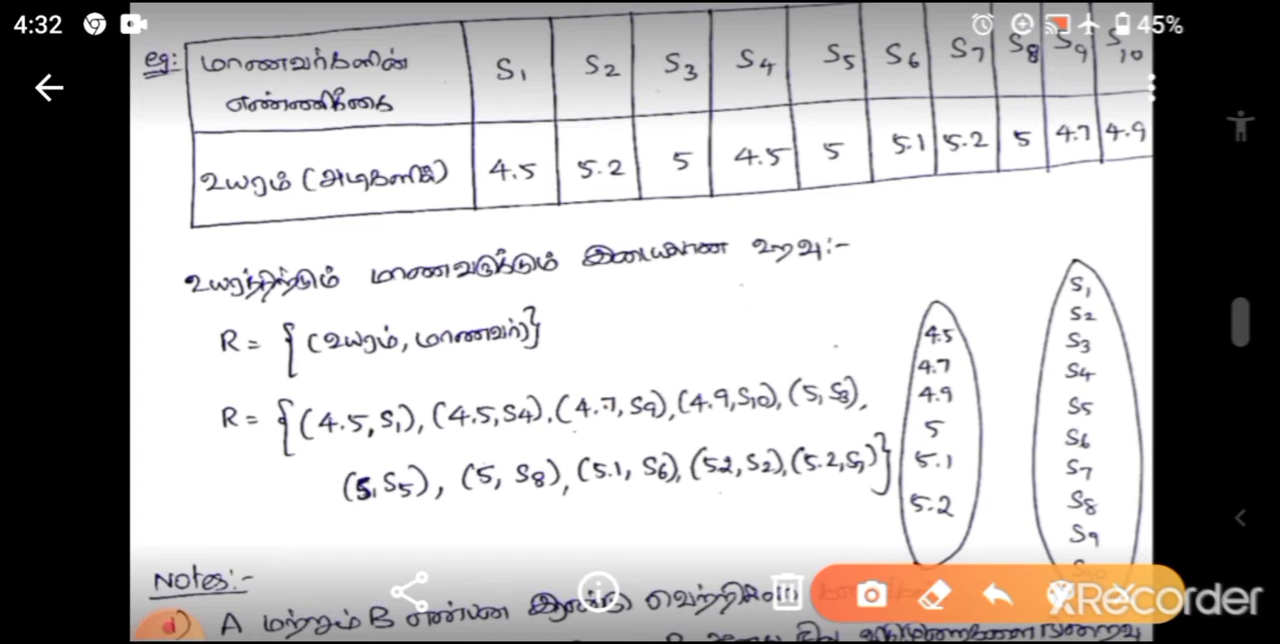 4:32
45%
eg: மாணவர்களின் எண்ணிக்கை S1 S2 S3 S4 S5 S6 S7 S8 S9 S10
உயரம் (அடிகளில்) 4.5 5.2 5 4.5 5 5.1 5.2 5 4.7 4.9
உயரத்திற்கும் மாணவருக்கும் இடையேயான உறவு:-
R = { (உயரம், மாணவர்)}
R = { (4.5, S1), (4.5, S4), (4.7, S9), (4.9, S10), (5, S3),
(5, S5), (5, S8), (5.1, S6), (5.2, S2), (5.2, S7)}
4.5
4.7
4.9
5
5.1
5.2
S1
S2
S3
S4
S5
S6
S7
S8
S9
Notes:-
A மற்றும் B என்பன இரண்டு வெற்றில்லா
XRecorder